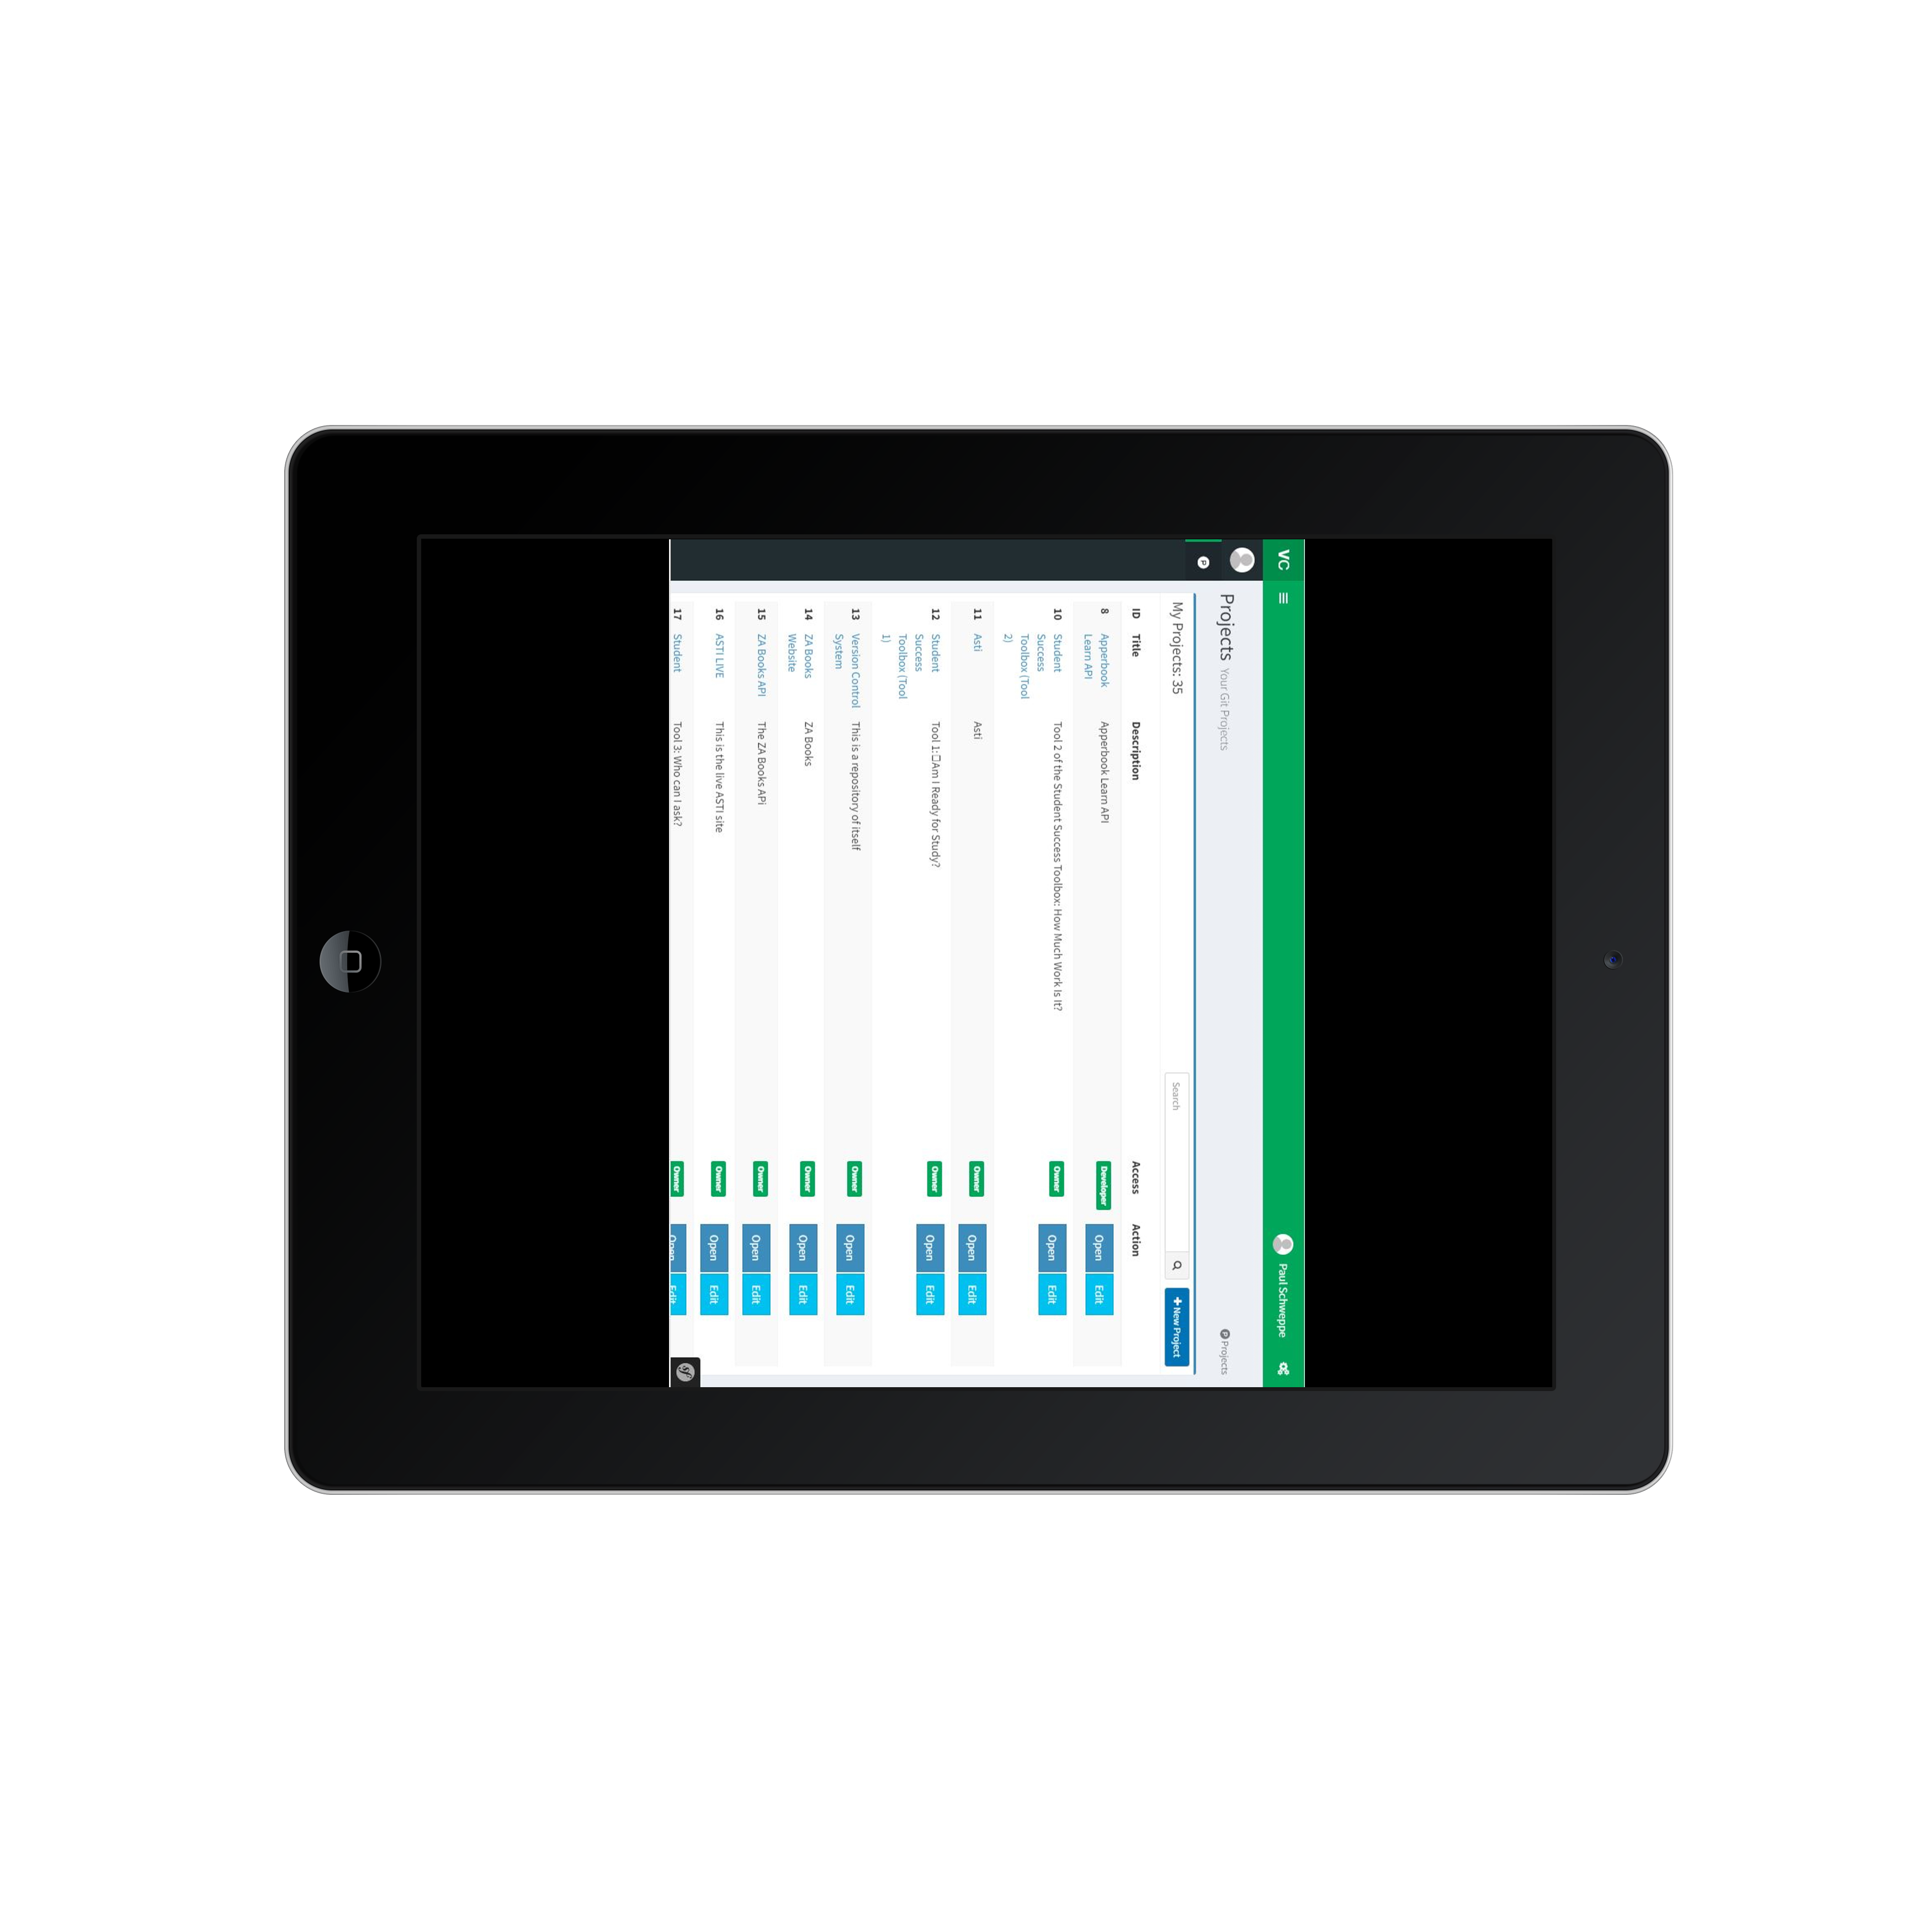 VC Paul Schweppe
Projects Your Git Projects Projects
My Projects: 35 Search New Project
ID Title Description Access Action
8 Apperbook Apperbook Learn API Developer Open Edit
Learn API
10 Student Tool 2 of the Student Success Toolbox: How Much Work Is It? Owner Open Edit
Success
Toolbox (Tool
2)
11 Asti Asti Owner Open Edit
12 Student Tool 1:Am I Ready for Study? Owner Open Edit
Success
Toolbox (Tool
1)
13 Version Control This is a repository of itself Owner Open Edit
System
14 ZA Books ZA Books Owner Open Edit
Website
15 ZA Books API The ZA Books APi Owner Open Edit
16 ASTI LIVE This is the live ASTI site Owner Open Edit
17 Student Tool 3: Who can I ask? Owner Open Edit
sf